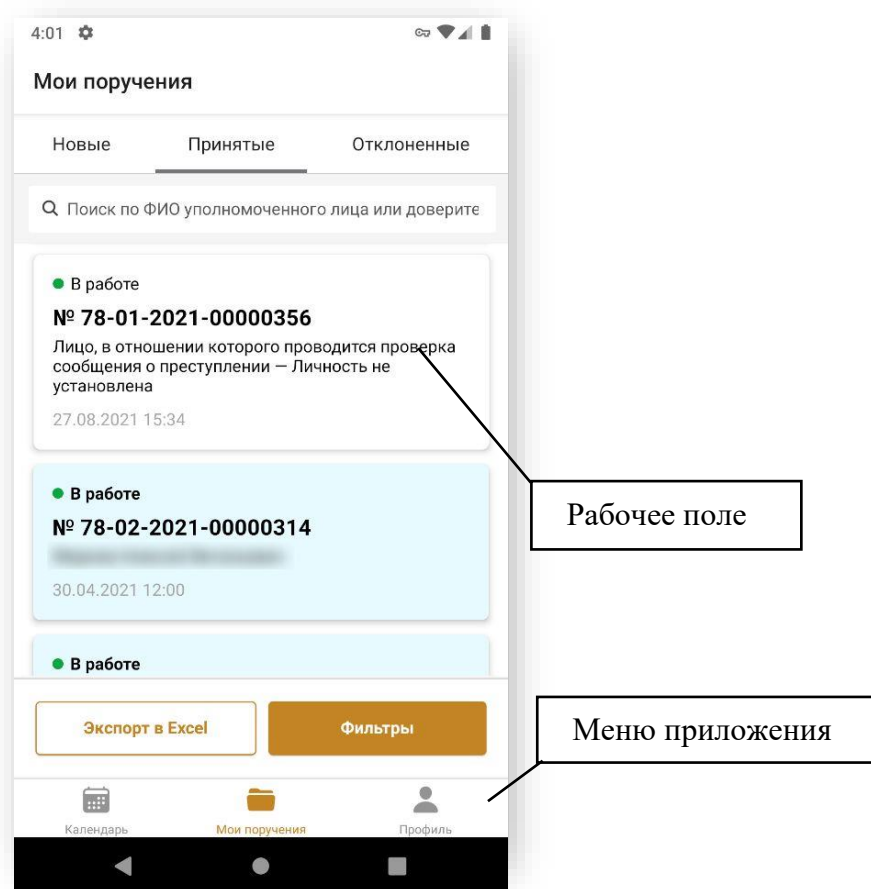 4:01
Мои поручения
Новые Принятые Отклоненные
Поиск по ФИО уполномоченного лица или доверите
В работе
№ 78-01-2021-00000356
Лицо, в отношении которого проводится проверка
сообщения о преступлении — Личность не
установлена
27.08.2021 15:34
В работе
№ 78-02-2021-00000314
30.04.2021 12:00
Рабочее поле
В работе
Экспорт в Excel Фильтры
Меню приложения
Календарь Мои поручения Профиль